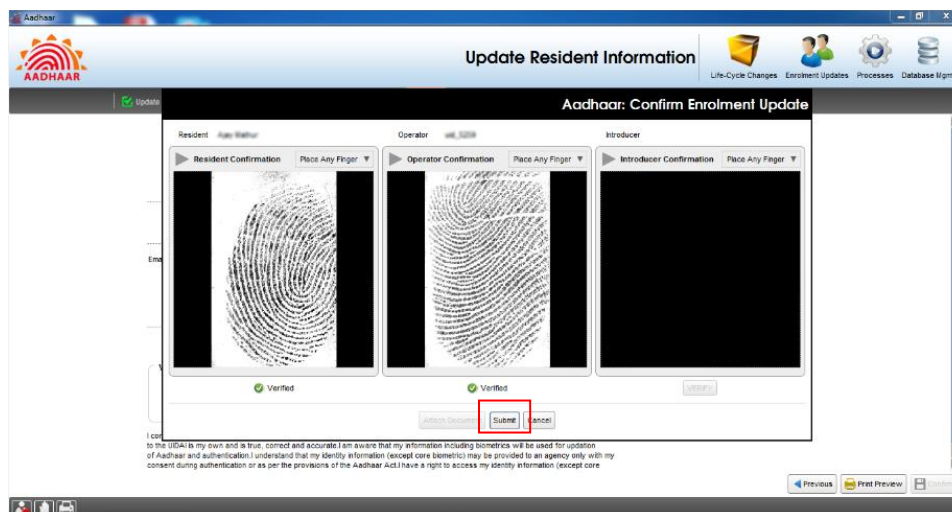 Aadhaar
AADHAAR
Update Resident Information
Life-Cycle Changes Enrolment Updates Processes Database Mgm
Update
Aadhaar: Confirm Enrolment Update
Resident Operator Introducer
Resident Confirmation Place Any Finger Operator Confirmation Place Any Finger Introducer Confirmation Place Any Finger
Ema
Verified Verified VERIFY
Attach Document Submit Cancel
I con
to the UIDAI is my own and is true, correct and accurate.I am aware that my information including biometrics will be used for updation
of Aadhaar and authentication.I understand that my identity information (except core biometric) may be provided to an agency only with my
consent during authentication or as per the provisions of the Aadhaar Act.I have a right to access my identity information (except core
Previous Print Preview Confirm